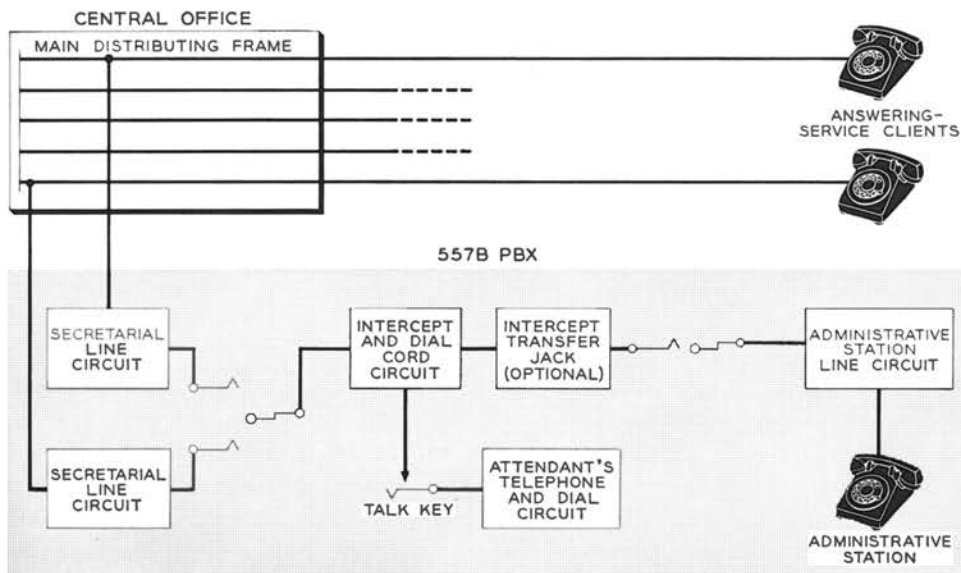 CENTRAL OFFICE
MAIN DISTRIBUTING FRAME
ANSWERING-
SERVICE CLIENTS
557B PBX
SECRETARIAL
LINE
CIRCUIT
INTERCEPT
AND DIAL
CORD
CIRCUIT
INTERCEPT
TRANSFER
JACK
(OPTIONAL)
ADMINISTRATIVE
STATION
LINE CIRCUIT
SECRETARIAL
LINE
CIRCUIT
TALK KEY
ATTENDANT'S
TELEPHONE
AND DIAL
CIRCUIT
ADMINISTRATIVE
STATION